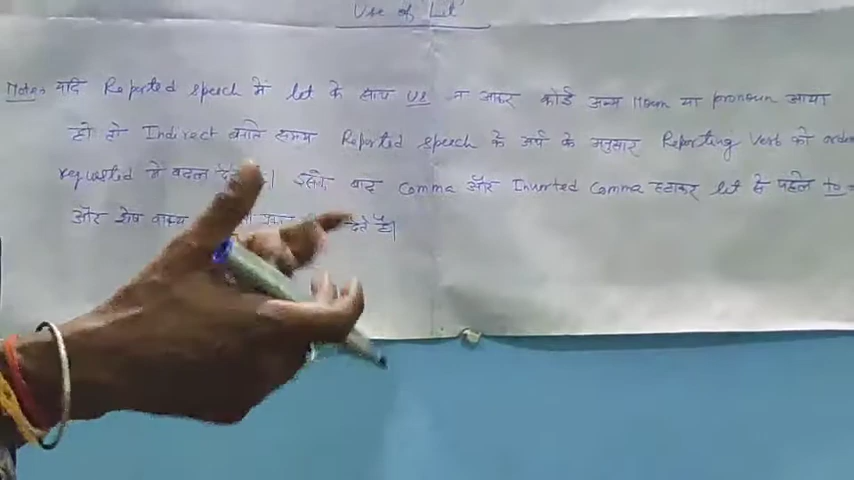 Use of 'Let'
Note:- यदि Reported speech में let के साथ us न आकर कोई अन्य Noun या pronoun आया
हो तो Indirect बनाते समय Reported speech के अर्थ के अनुसार Reporting Verb को order
requested में बदल देते । इसके बाद Comma और Inverted Comma हटाकर let से पहले to
और शेष वाक्य देते है।